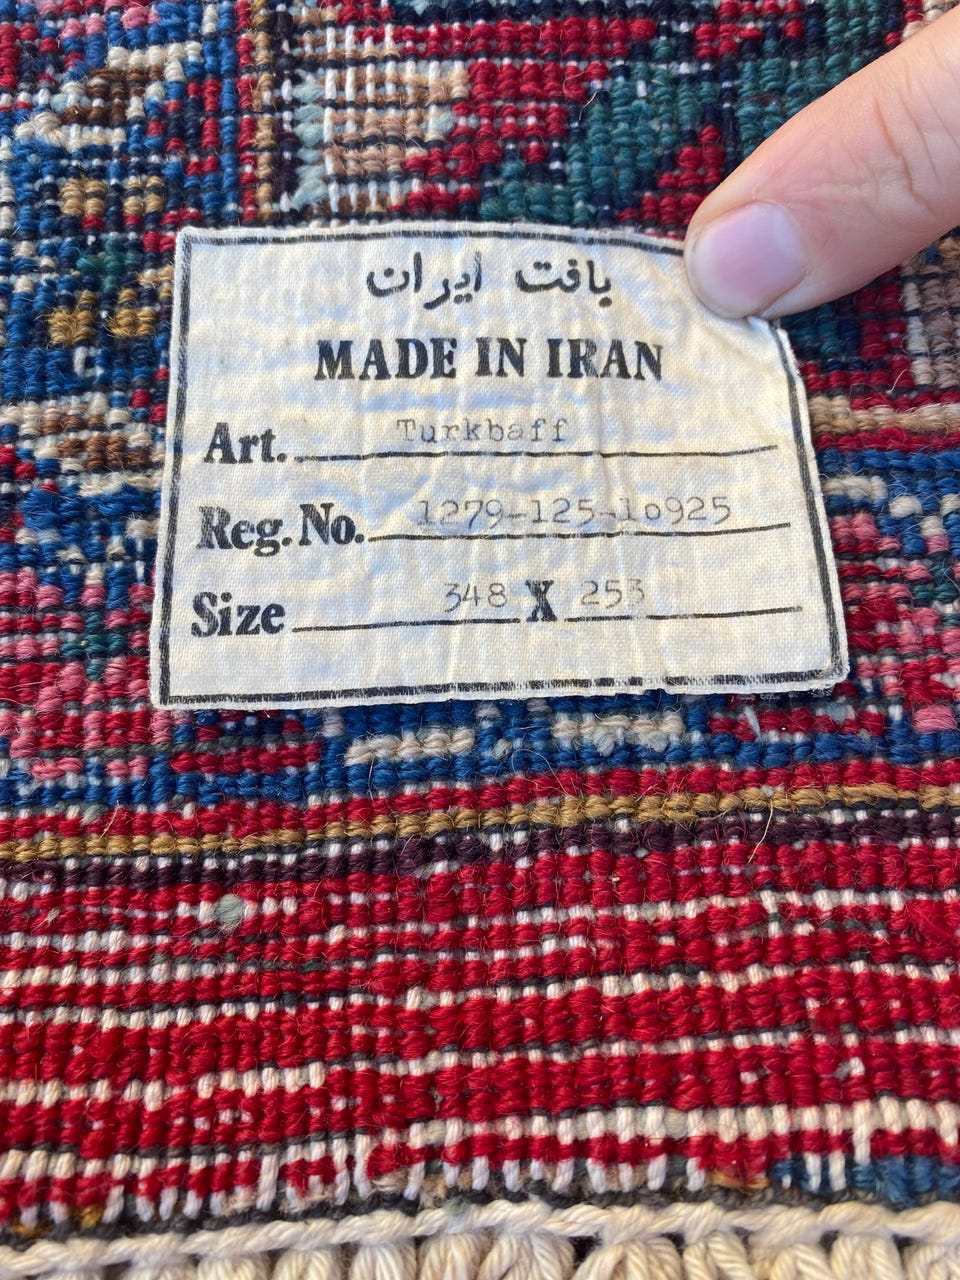 بافت ایران
MADE IN IRAN
Art. Turkbaff
Reg. No. 1279-125-10925
Size 348 X 253